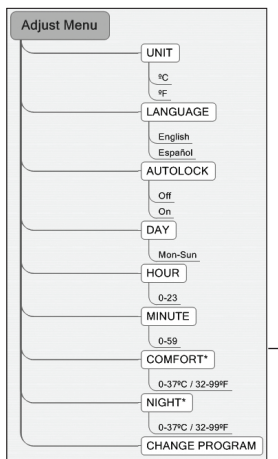 Adjust Menu
UNIT
ºC
ºF
LANGUAGE
English
Español
AUTOLOCK
Off
On
DAY
Mon-Sun
HOUR
0-23
MINUTE
0-59
COMFORT*
0-37ºC / 32-99ºF
NIGHT*
0-37ºC / 32-99ºF
CHANGE PROGRAM